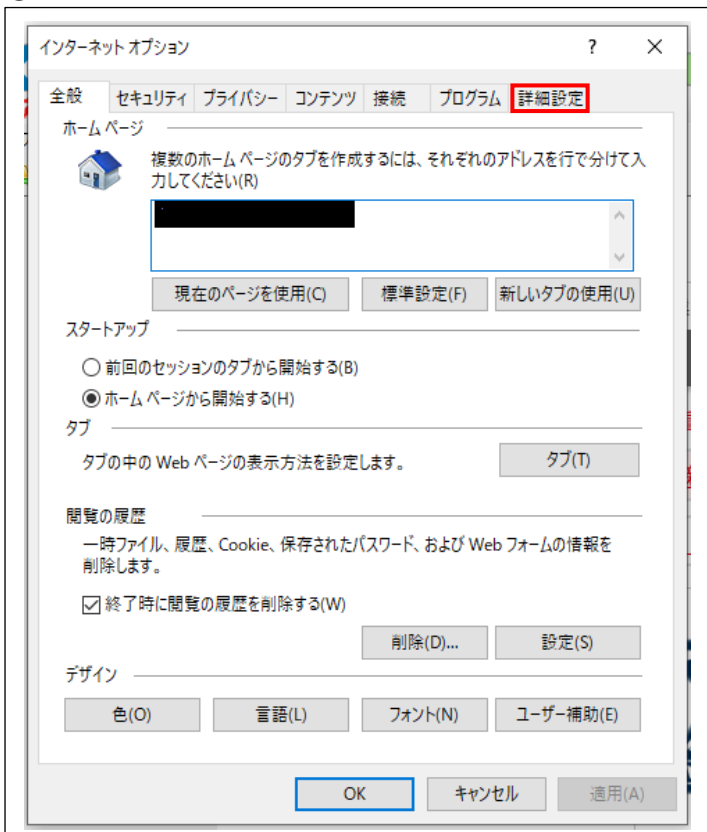 インターネット オプション
?
×
全般 セキュリティ プライバシー コンテンツ 接続 プログラム 詳細設定
ホーム ページ
複数のホーム ページのタブを作成するには、それぞれのアドレスを行で分けて入
力してください(R)
現在のページを使用(C) 標準設定(F) 新しいタブの使用(U)
スタートアップ
前回のセッションのタブから開始する(B)
ホーム ページから開始する(H)
タブ
タブの中の Web ページの表示方法を設定します。
タブ(T)
閲覧の履歴
一時ファイル、履歴、Cookie、保存されたパスワード、および Web フォームの情報を
削除します。
終了時に閲覧の履歴を削除する(W)
削除(D)... 設定(S)
デザイン
色(O) 言語(L) フォント(N) ユーザー補助(E)
OK キャンセル 適用(A)